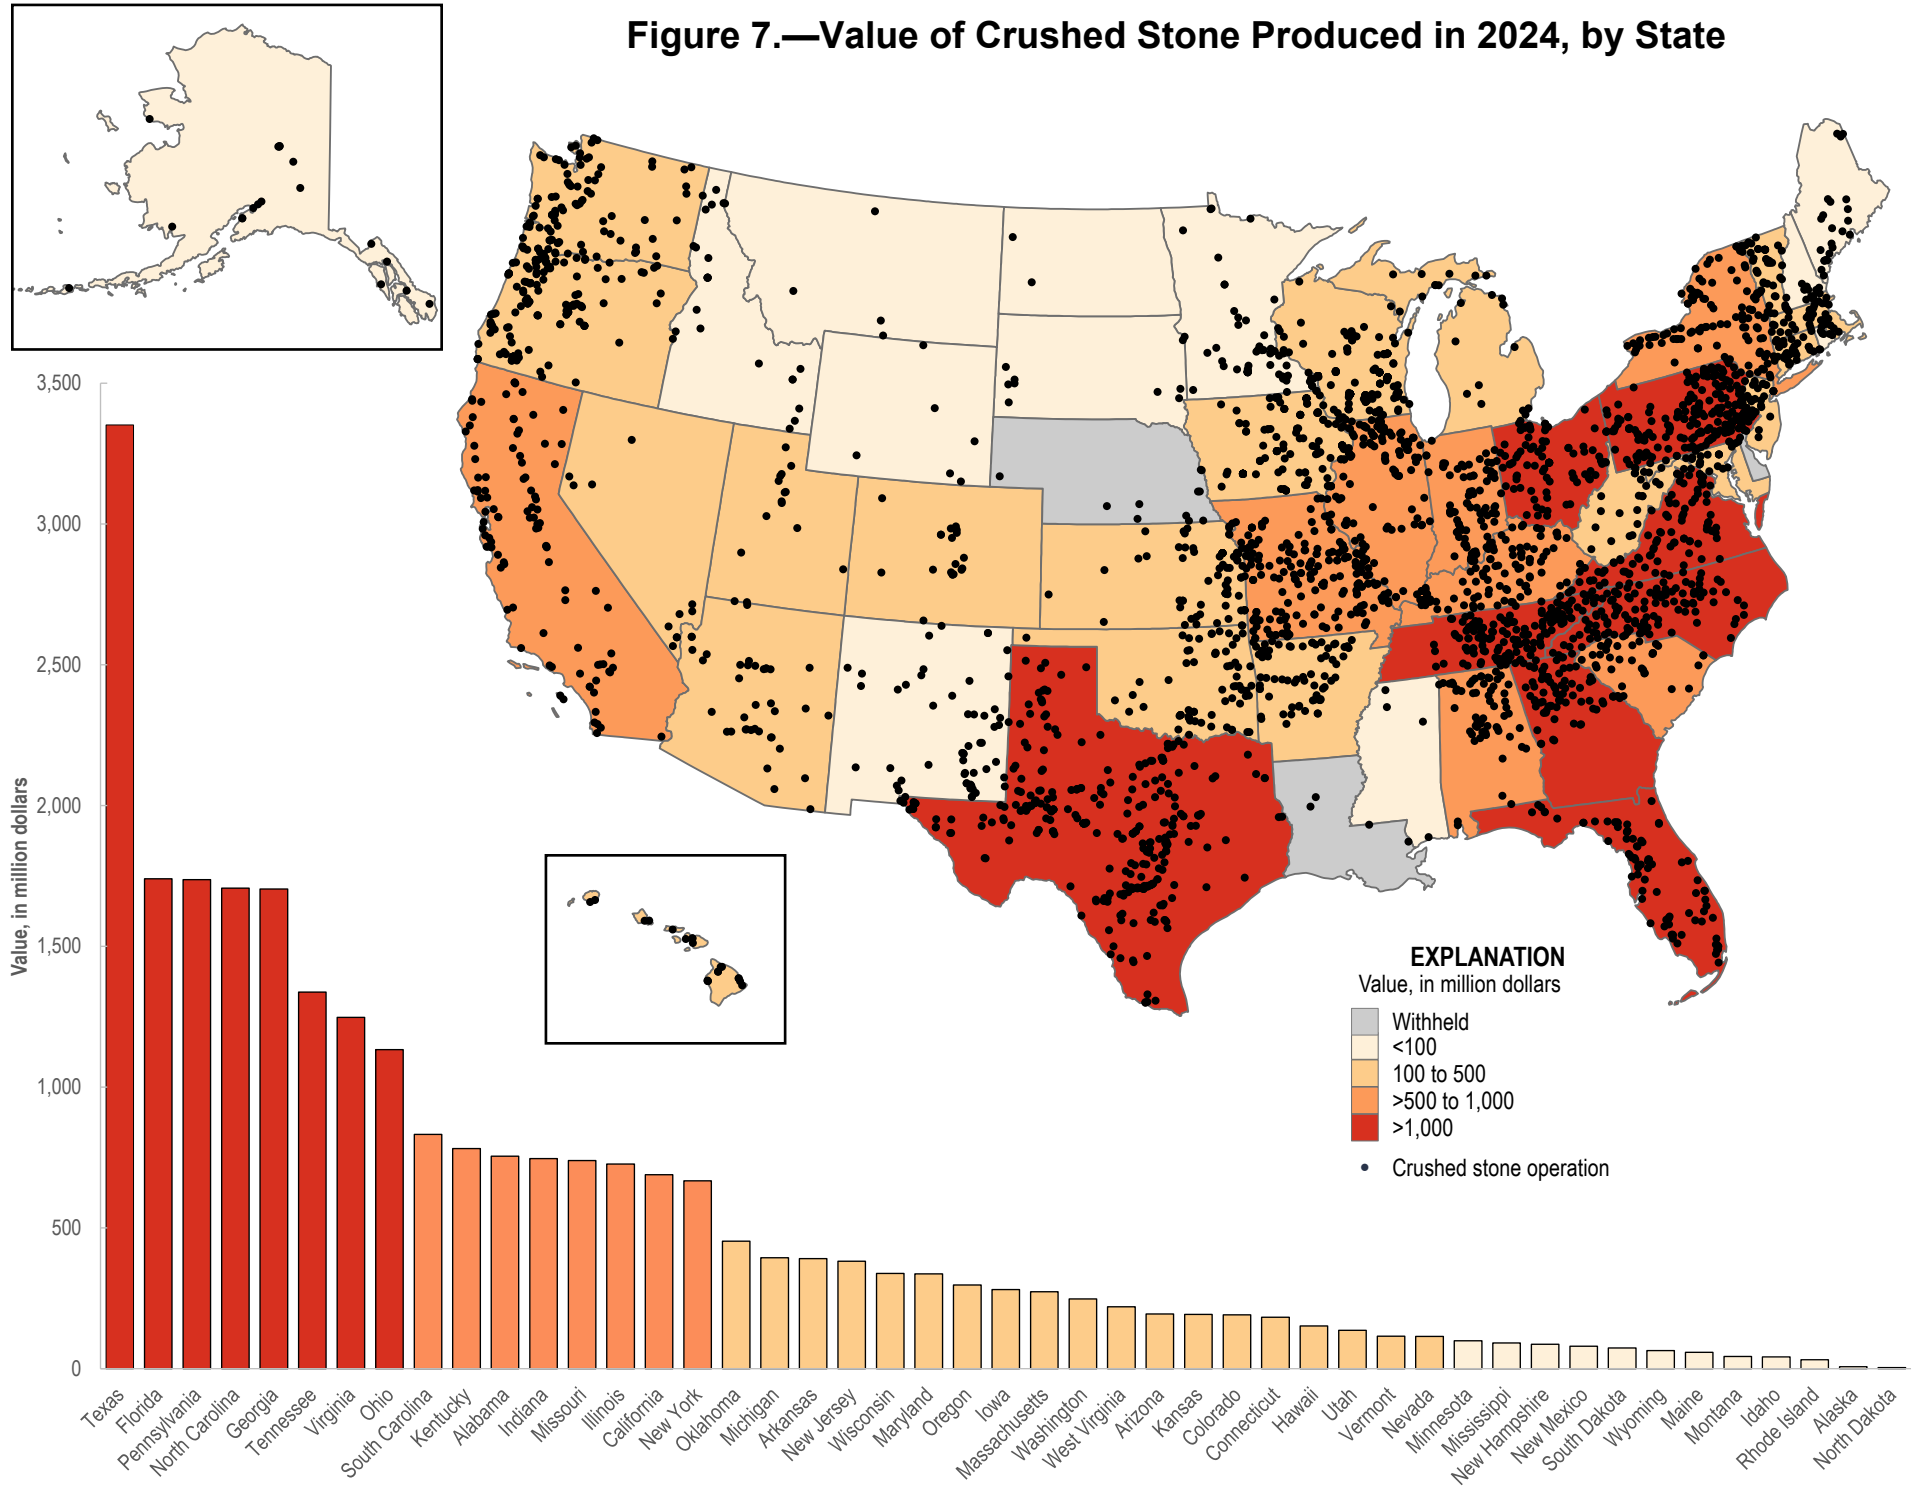 Figure 7.—Value of Crushed Stone Produced in 2024, by State
3,500
3,000
2,500
2,000
1,500
1,000
500
0
Value, in million dollars
EXPLANATION
Value, in million dollars
Withheld
<100
100 to 500
>500 to 1,000
>1,000
Crushed stone operation
Texas
Florida
Pennsylvania
North Carolina
Georgia
Tennessee
Virginia
Ohio
South Carolina
Kentucky
Alabama
Indiana
Missouri
Illinois
California
New York
Oklahoma
Michigan
Arkansas
New Jersey
Wisconsin
Maryland
Oregon
Iowa
Massachusetts
Washington
West Virginia
Arizona
Kansas
Colorado
Connecticut
Hawaii
Utah
Vermont
Nevada
Minnesota
Mississippi
New Hampshire
New Mexico
South Dakota
Wyoming
Maine
Montana
Idaho
Rhode Island
Alaska
North Dakota